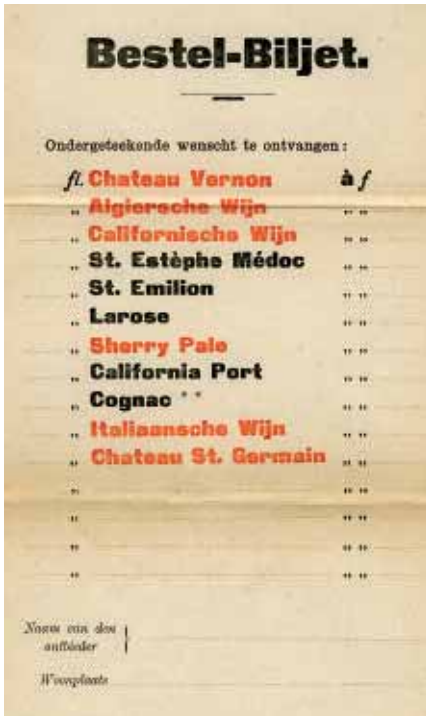 Bestel-Biljet.
Ondergeteekende wenscht te ontvangen:
fl. Chateau Vernon à f
„ Algiersche Wijn „ „
„ Californische Wijn „ „
„ St. Estèphe Médoc „ „
„ St. Emilion „ „
„ Larose „ „
„ Sherry Pale „ „
„ California Port „ „
„ Cognac * * „ „
„ Italiaansche Wijn „ „
„ Chateau St. Germain „ „
„ „ „
„ „ „
„ „ „
„ „ „
Naam van den
Woonplaats